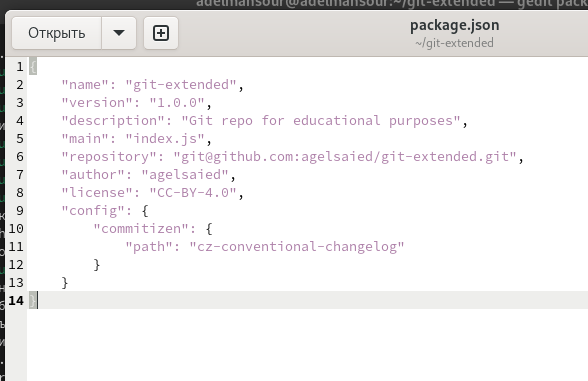 adelmansour@adelmansour:~/git-extended — gedit pack
Открыть
package.json
~/git-extended
1 {
2 "name": "git-extended",
3 "version": "1.0.0",
4 "description": "Git repo for educational purposes",
5 "main": "index.js",
6 "repository": "git@github.com:agelsaied/git-extended.git",
7 "author": "agelsaied",
8 "license": "CC-BY-4.0",
9 "config": {
10 "commitizen": {
11 "path": "cz-conventional-changelog"
12 }
13 }
14 }